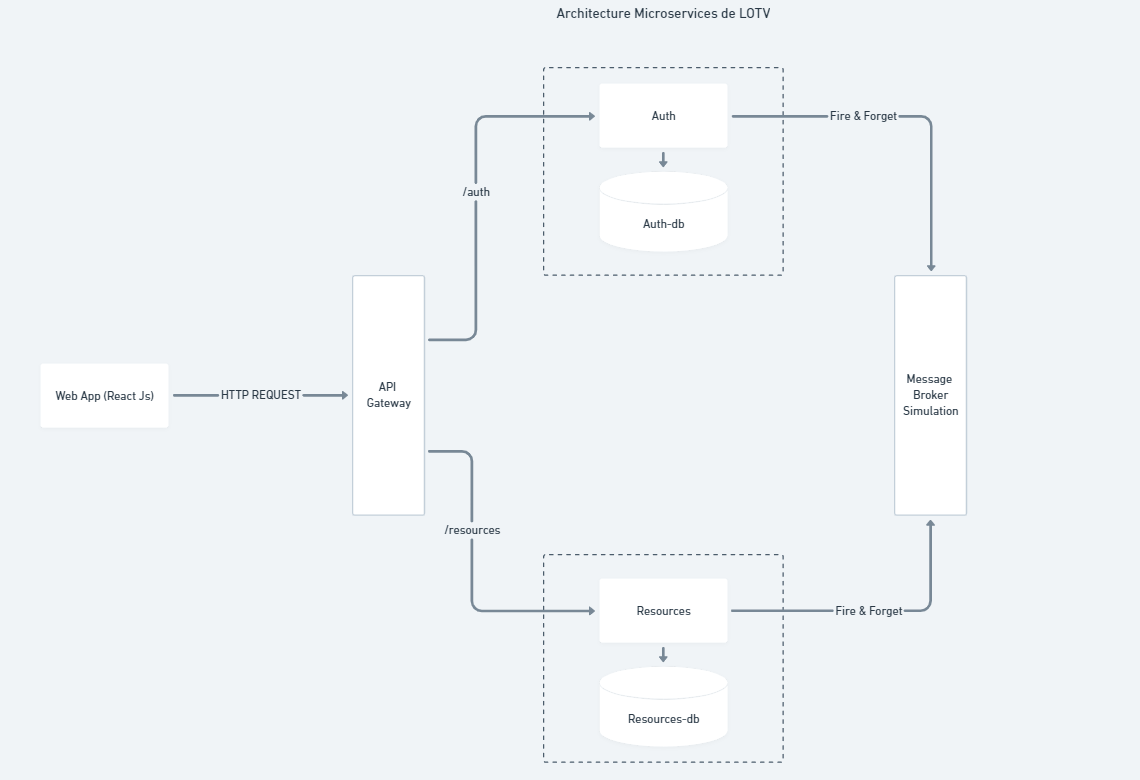 Architecture Microservices de LOTV
Auth
Fire & Forget
/auth
Auth-db
Web App (React Js)
HTTP REQUEST
API
Gateway
Message
Broker
Simulation
/resources
Resources
Fire & Forget
Resources-db